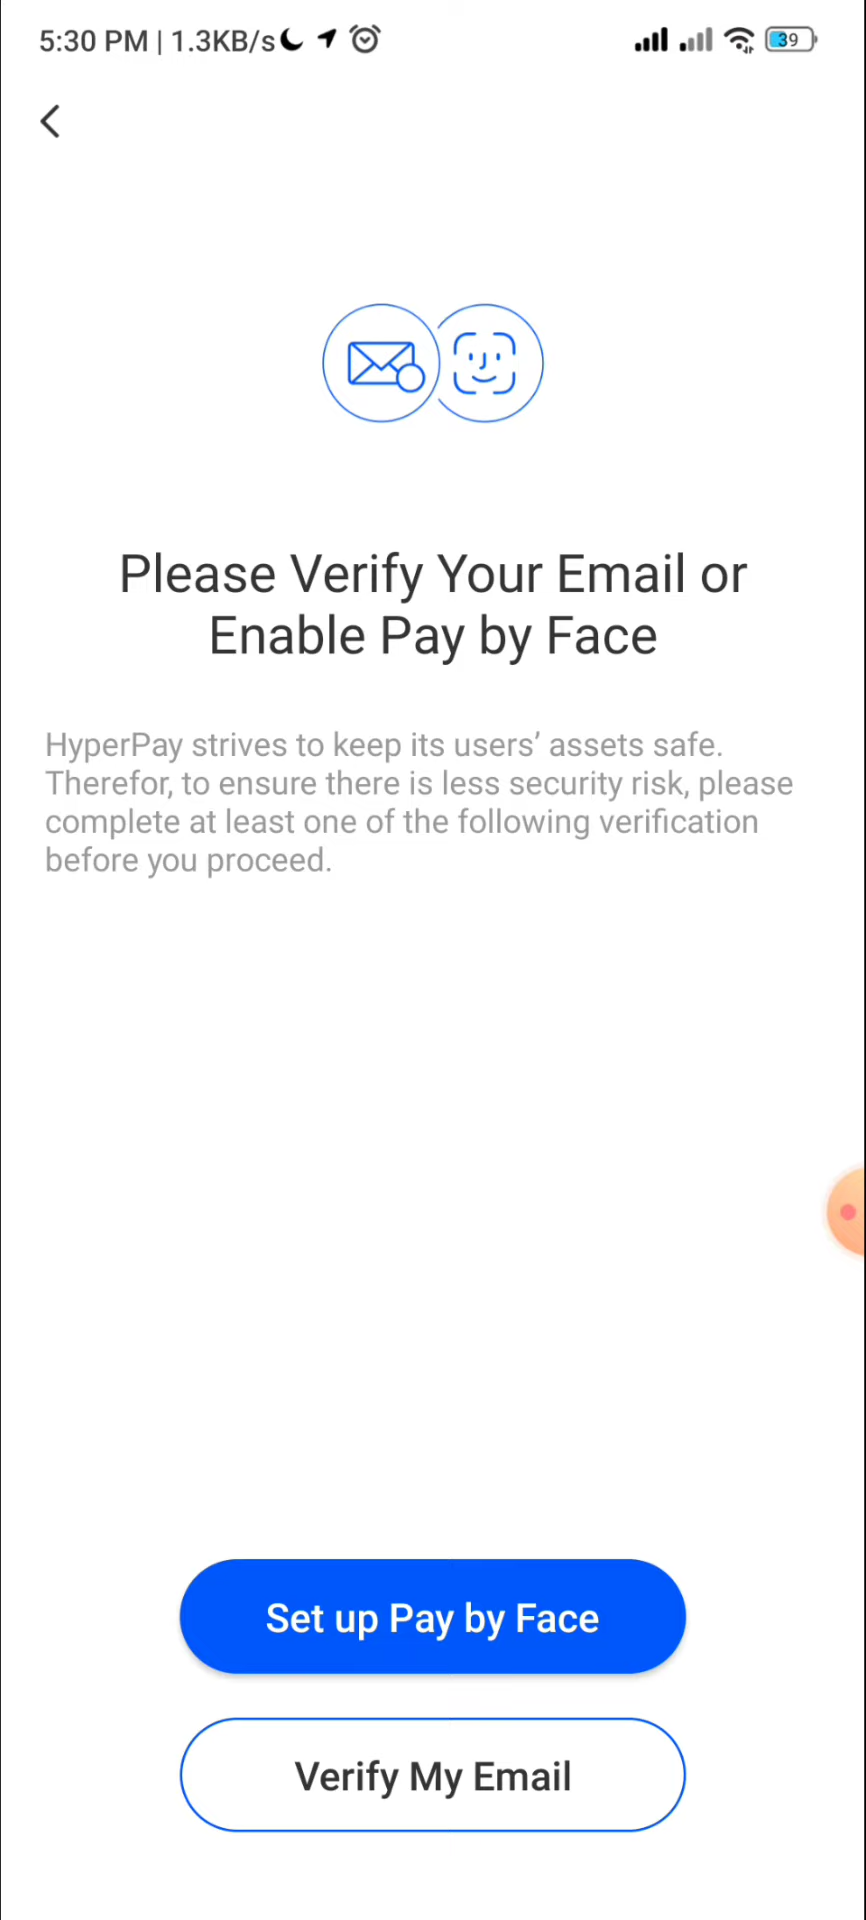 5:30 PM | 1.3KB/s
39
Please Verify Your Email or
Enable Pay by Face
HyperPay strives to keep its users’ assets safe.
Therefor, to ensure there is less security risk, please
complete at least one of the following verification
before you proceed.
Set up Pay by Face
Verify My Email